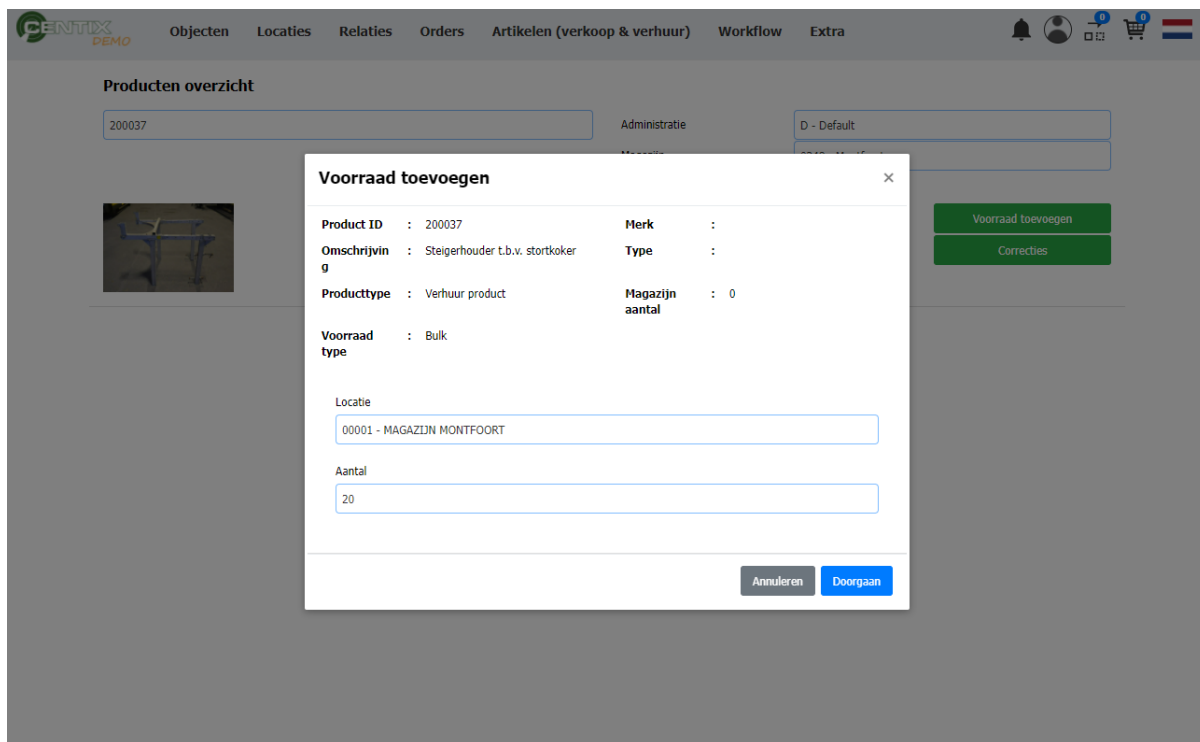 CENTIX
DEMO
Objecten Locaties Relaties Orders Artikelen (verkoop & verhuur) Workflow Extra
0 0
Producten overzicht
200037
Administratie D - Default
Voorraad toevoegen
Correcties
Voorraad toevoegen ×
Product ID : 200037 Merk :
Omschrijvin : Steigerhouder t.b.v. stortkoker Type :
g
Producttype : Verhuur product Magazijn : 0
aantal
Voorraad : Bulk
type
Locatie
00001 - MAGAZIJN MONTFOORT
Aantal
20
Annuleren Doorgaan